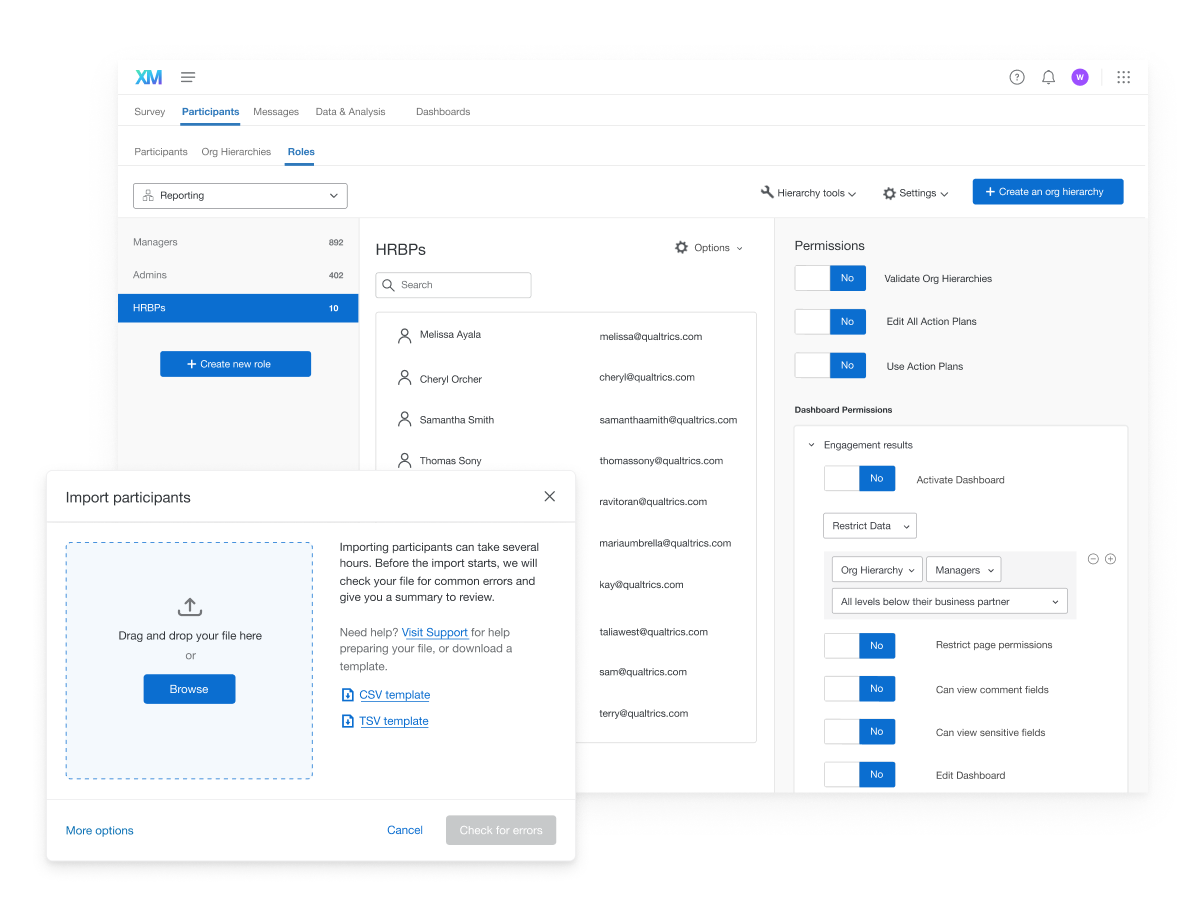 XM
?
W
Survey
Participants
Messages
Data & Analysis
Dashboards
Participants
Org Hierarchies
Roles
Reporting
Hierarchy tools
Settings
+ Create an org hierarchy
Managers 892
Admins 402
HRBPs 10
+ Create new role
HRBPs
Options
Search
Melissa Ayala melissa@qualtrics.com
Cheryl Orcher cheryl@qualtrics.com
Samantha Smith samanthaamith@qualtrics.com
Thomas Sony thomassony@qualtrics.com
ravitoran@qualtrics.com
mariaumbrella@qualtrics.com
kay@qualtrics.com
taliawest@qualtrics.com
sam@qualtrics.com
terry@qualtrics.com
Permissions
No Validate Org Hierarchies
No Edit All Action Plans
No Use Action Plans
Dashboard Permissions
Engagement results
No Activate Dashboard
Restrict Data
Org Hierarchy
Managers
All levels below their business partner
No Restrict page permissions
No Can view comment fields
No Can view sensitive fields
No Edit Dashboard
Import participants
Drag and drop your file here
or
Browse
Importing participants can take several
hours. Before the import starts, we will
check your file for common errors and
give you a summary to review.
Need help? Visit Support for help
preparing your file, or download a
template.
CSV template
TSV template
More options
Cancel
Check for errors